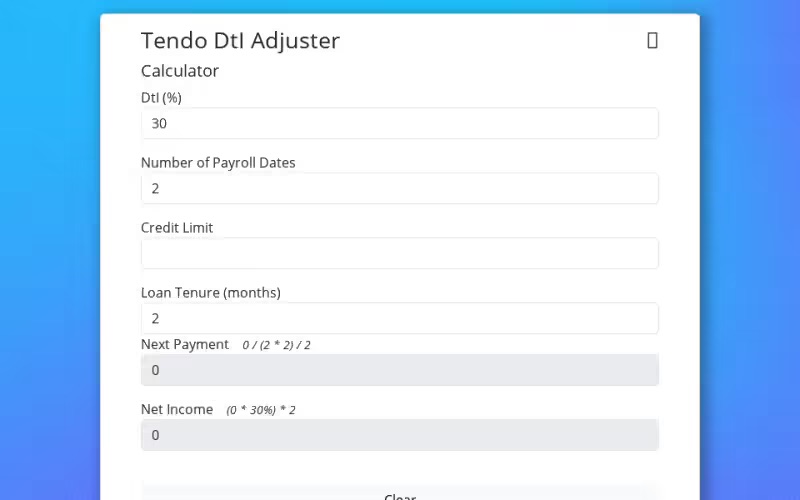 Tendo DtI Adjuster
Calculator
DtI (%)
30
Number of Payroll Dates
2
Credit Limit
Loan Tenure (months)
2
Next Payment 0 / (2 * 2) / 2
0
Net Income (0 * 30%) * 2
0
Clear